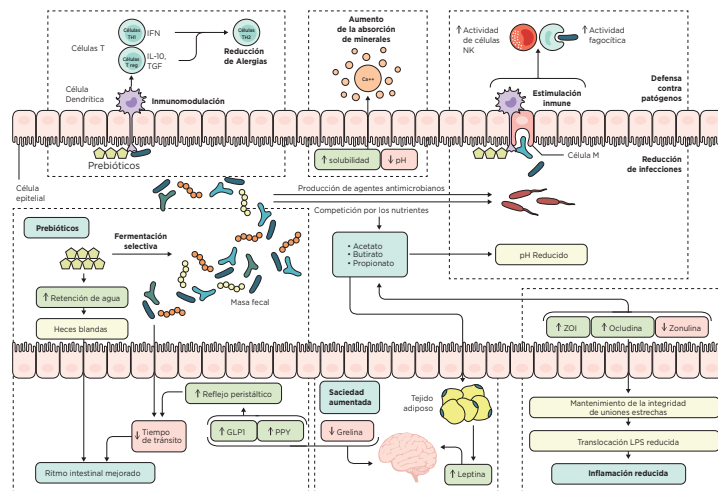 Células T
Células
TH1
IFN
Células
T reg
IL-10,
TGF
Células
TH2
Reducción
de Alergias
Célula
Dendrítica
Inmunomodulación
Prebióticos
Célula
epitelial
Aumento
de la absorción
de minerales
Ca++
↑ solubilidad
↓ pH
↑ Actividad
de células
NK
↑ Actividad
fagocítica
Estimulación
inmune
Defensa
contra
patógenos
Célula M
Reducción
de infecciones
Producción de agentes antimicrobianos
Competición por los nutrientes
Prebióticos
Fermentación
selectiva
Masa fecal
↑ Retención de agua
Heces blandas
• Acetato
• Butirato
• Propionato
pH Reducido
↑ ZO1
↑ Ocludina
↓ Zonulina
↑ Reflejo peristáltico
↓ Tiempo
de tránsito
↑ GLP1
↑ PPY
Ritmo intestinal mejorado
Saciedad
aumentada
↓ Grelina
Tejido
adiposo
↑ Leptina
Mantenimiento de la integridad
de uniones estrechas
Translocación LPS reducida
Inflamación reducida